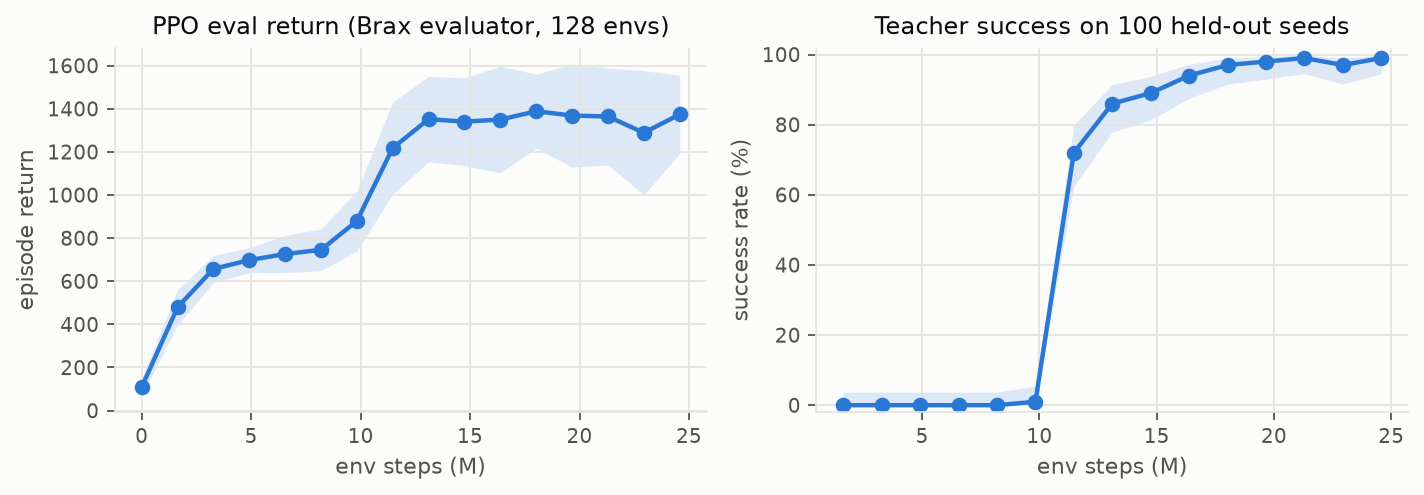 PPO eval return (Brax evaluator, 128 envs)
episode return
1600
1400
1200
1000
800
600
400
200
0
0 5 10 15 20 25
env steps (M)
Teacher success on 100 held-out seeds
success rate (%)
100
80
60
40
20
0
5 10 15 20 25
env steps (M)